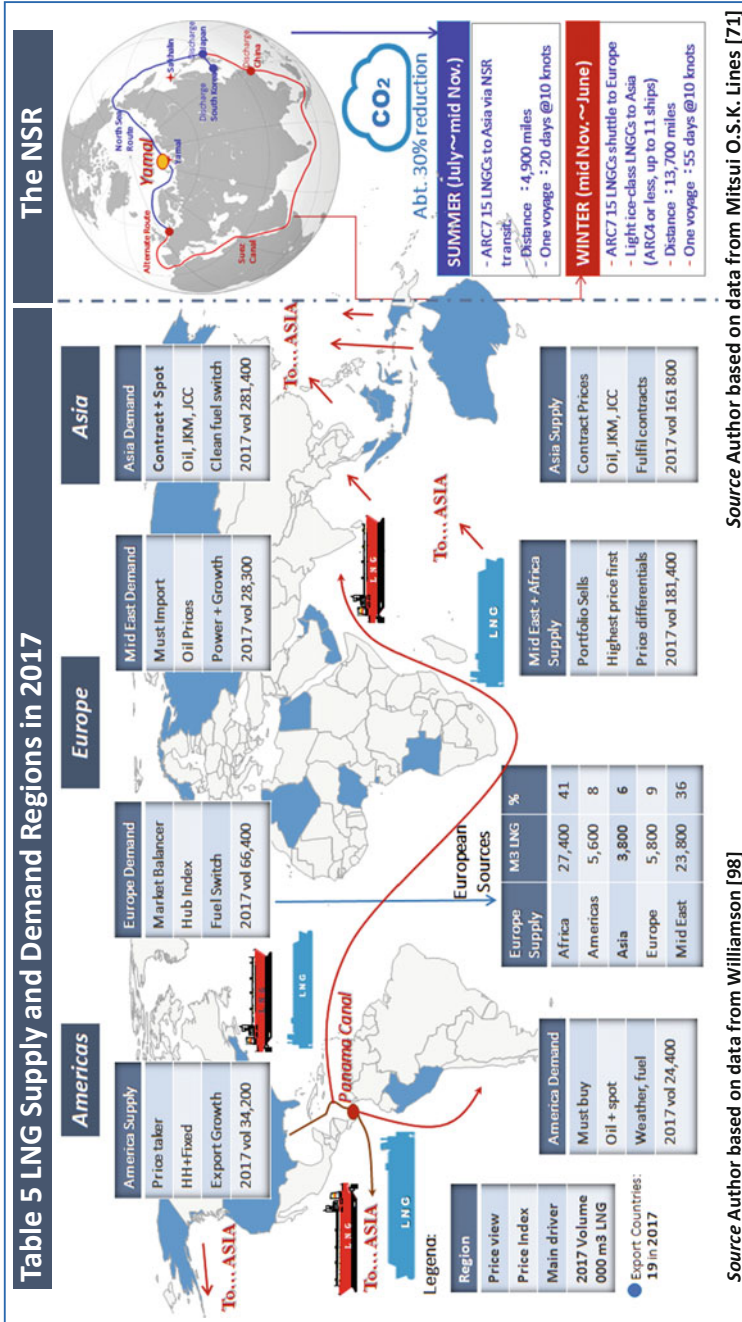 Table 5 LNG Supply and Demand Regions in 2017
The NSR
Americas
Europe
Asia
America Supply
Price taker
HH+Fixed
Export Growth
2017 vol 34,200
Europe Demand
Market Balancer
Hub Index
Fuel Switch
2017 vol 66,400
Mid East Demand
Must Import
Oil Prices
Power + Growth
2017 vol 28,300
Asia Demand
Contract + Spot
Oil, JKM, JCC
Clean fuel switch
2017 vol 281,400
To... ASIA
LNG
LNG
To... ASIA
LNG
LNG
Panama Canal
European
Sources
LNG
LNG
To... ASIA
To... ASIA
Legend:
Region
Price view
Price Index
Main driver
2017 Volume
000 m3 LNG
Export Countries:
19 in 2017
America Demand
Must buy
Oil + spot
Weather, fuel
2017 vol 24,400
Europe Supply M3 LNG %
Africa 27,400 41
Americas 5,600 8
Asia 3,800 6
Europe 5,800 9
Mid East 23,800 36
Mid East + Africa
Supply
Portfolio Sells
Highest price first
Price differentials
2017 vol 181,400
Asia Supply
Contract Prices
Oil, JKM, JCC
Fulfil contracts
2017 vol 161 800
North Sea
Route
Yamal
Yamal
Alternate Route
Suez
Canal
Sakhalin
Discharge
Japan
Discharge
South Korea
Discharge
China
CO2
Abt. 30% reduction
SUMMER (July~mid Nov.)
- ARC7 15 LNGCs to Asia via NSR
transit.
- Distance : 4,900 miles
- One voyage : 20 days @10 knots
WINTER (mid Nov.~June)
- ARC7 15 LNGCs shuttle to Europe
- Light ice-class LNGCs to Asia
(ARC4 or less, up to 11 ships)
- Distance : 13,700 miles
- One voyage : 55 days @10 knots
Source Author based on data from Williamson [98]
Source Author based on data from Mitsui O.S.K. Lines [71]